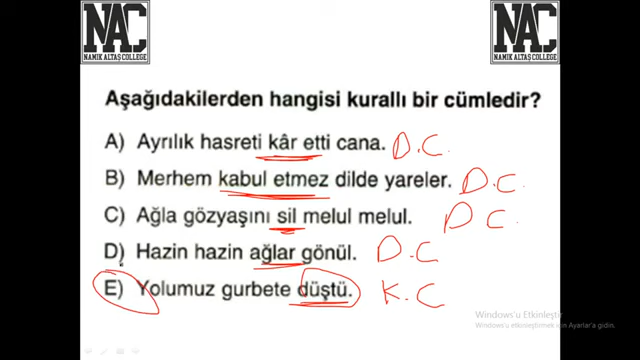 NAC NAC
NAMIK ALTAŞ COLLEGE NAMIK ALTAŞ COLLEGE
Aşağıdakilerden hangisi kurallı bir cümledir?
A) Ayrılık hasreti kâr etti cana. D.C.
B) Merhem kabul etmez dilde yareler. D.C.
C) Ağla gözyaşını sil melul melul. D C.
D) Hazin hazin ağlar gönül. D.C
E) Yolumuz gurbete düştü. K.C
Windows'u Etkinleştir
Windows'u etkinleştirmek için Ayarlar'a gidin.